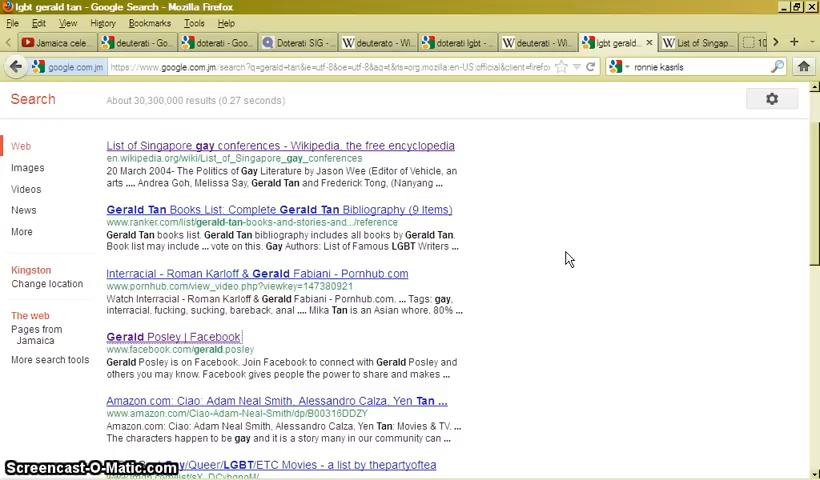 lgbt gerald tan - Google Search - Mozilla Firefox
File Edit View History Bookmarks Tools Help
Jamaica cele... deuterati - Go... doterati - Goo... Doterati SIG - ... deuterato - Wi... doterati lgbt - ... deuterati - Wi... lgbt gerald... List of Singap... 10
google.com.jm https://www.google.com.jm/search?q=gerald+tan&ie=utf-8&oe=utf-8&aq=t&rls=org.mozilla:en-US:official&client=firefo ronnie kasrils
Search About 30,300,000 results (0.27 seconds)
Web
Images
Videos
News
More
Kingston
Change location
The web
Pages from
Jamaica
More search tools
List of Singapore gay conferences - Wikipedia, the free encyclopedia
en.wikipedia.org/wiki/List_of_Singapore_gay_conferences
20 March 2004- The Politics of Gay Literature by Jason Wee (Editor of Vehicle, an
arts .... Andrea Goh, Melissa Say, Gerald Tan and Frederick Tong, (Nanyang ...
Gerald Tan Books List: Complete Gerald Tan Bibliography (9 Items)
www.ranker.com/list/gerald-tan-books-and-stories-and.../reference
Gerald Tan books list. Gerald Tan bibliography includes all books by Gerald Tan.
Book list may include ... vote on this. Gay Authors: List of Famous LGBT Writers ...
Interracial - Roman Karloff & Gerald Fabiani - Pornhub.com
www.pornhub.com/view_video.php?viewkey=147380921
Watch Interracial - Roman Karloff & Gerald Fabiani - Pornhub.com. ... Tags: gay,
interracial, fucking, sucking, bareback, anal .... Mika Tan is an Asian whore. 80% ...
Gerald Posley | Facebook
www.facebook.com/gerald.posley
Gerald Posley is on Facebook. Join Facebook to connect with Gerald Posley and
others you may know. Facebook gives people the power to share and makes ...
Amazon.com: Ciao: Adam Neal Smith, Alessandro Calza, Yen Tan ...
www.amazon.com/Ciao-Adam-Neal-Smith/dp/B00316DDZY
Amazon.com: Ciao: Adam Neal Smith, Alessandro Calza, Yen Tan: Movies & TV. ...
The characters happen to be gay and it is a story many in our community can ...
Gay/Queer/LGBT/ETC Movies - a list by thepartyoftea
Screencast-O-Matic.com